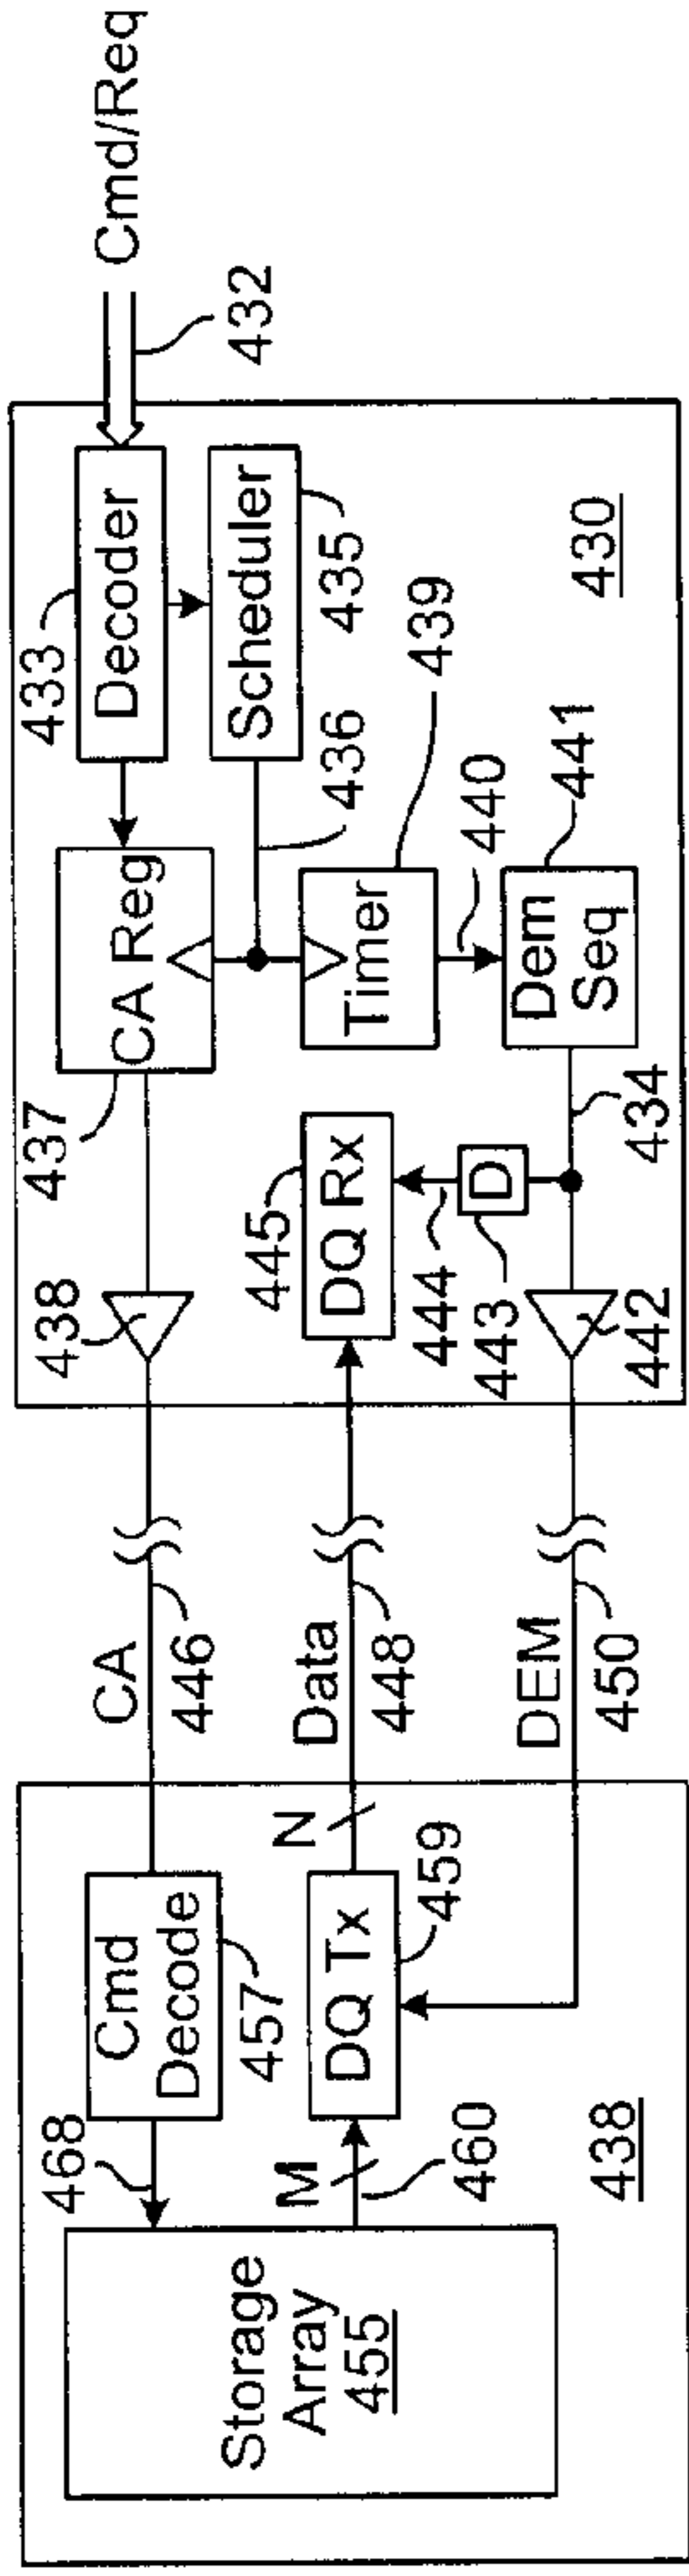 Cmd/Req
432
433
Decoder
Scheduler
435
436
437
CA Reg
Timer
439
440
Dem
Seq
441
430
438
445
DQ Rx
444
D
443
434
442
CA
446
Data
448
DEM
450
468
Cmd
Decode
457
N
DQ Tx
459
M
460
Storage
Array
455
438